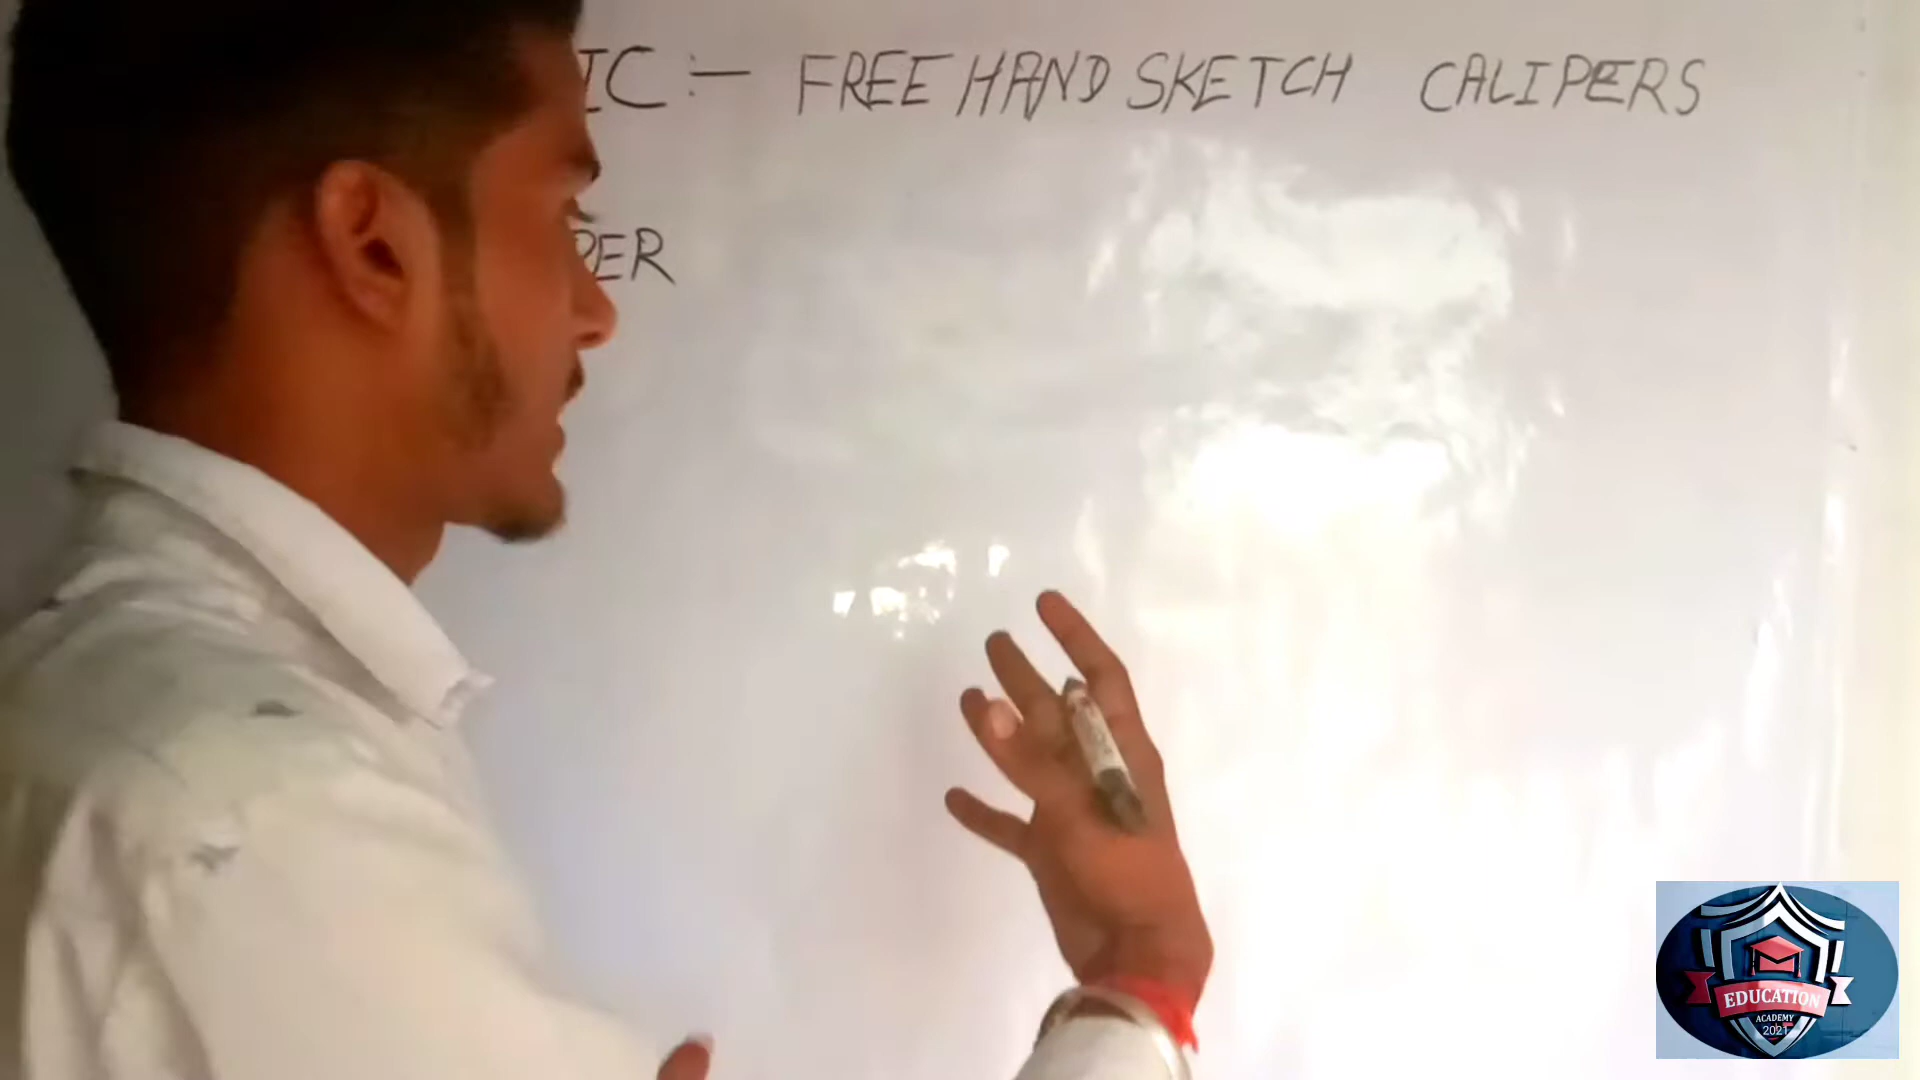 IC :- FREE HAND SKETCH CALIPERS
PER
EDUCATION
ACADEMY
2021